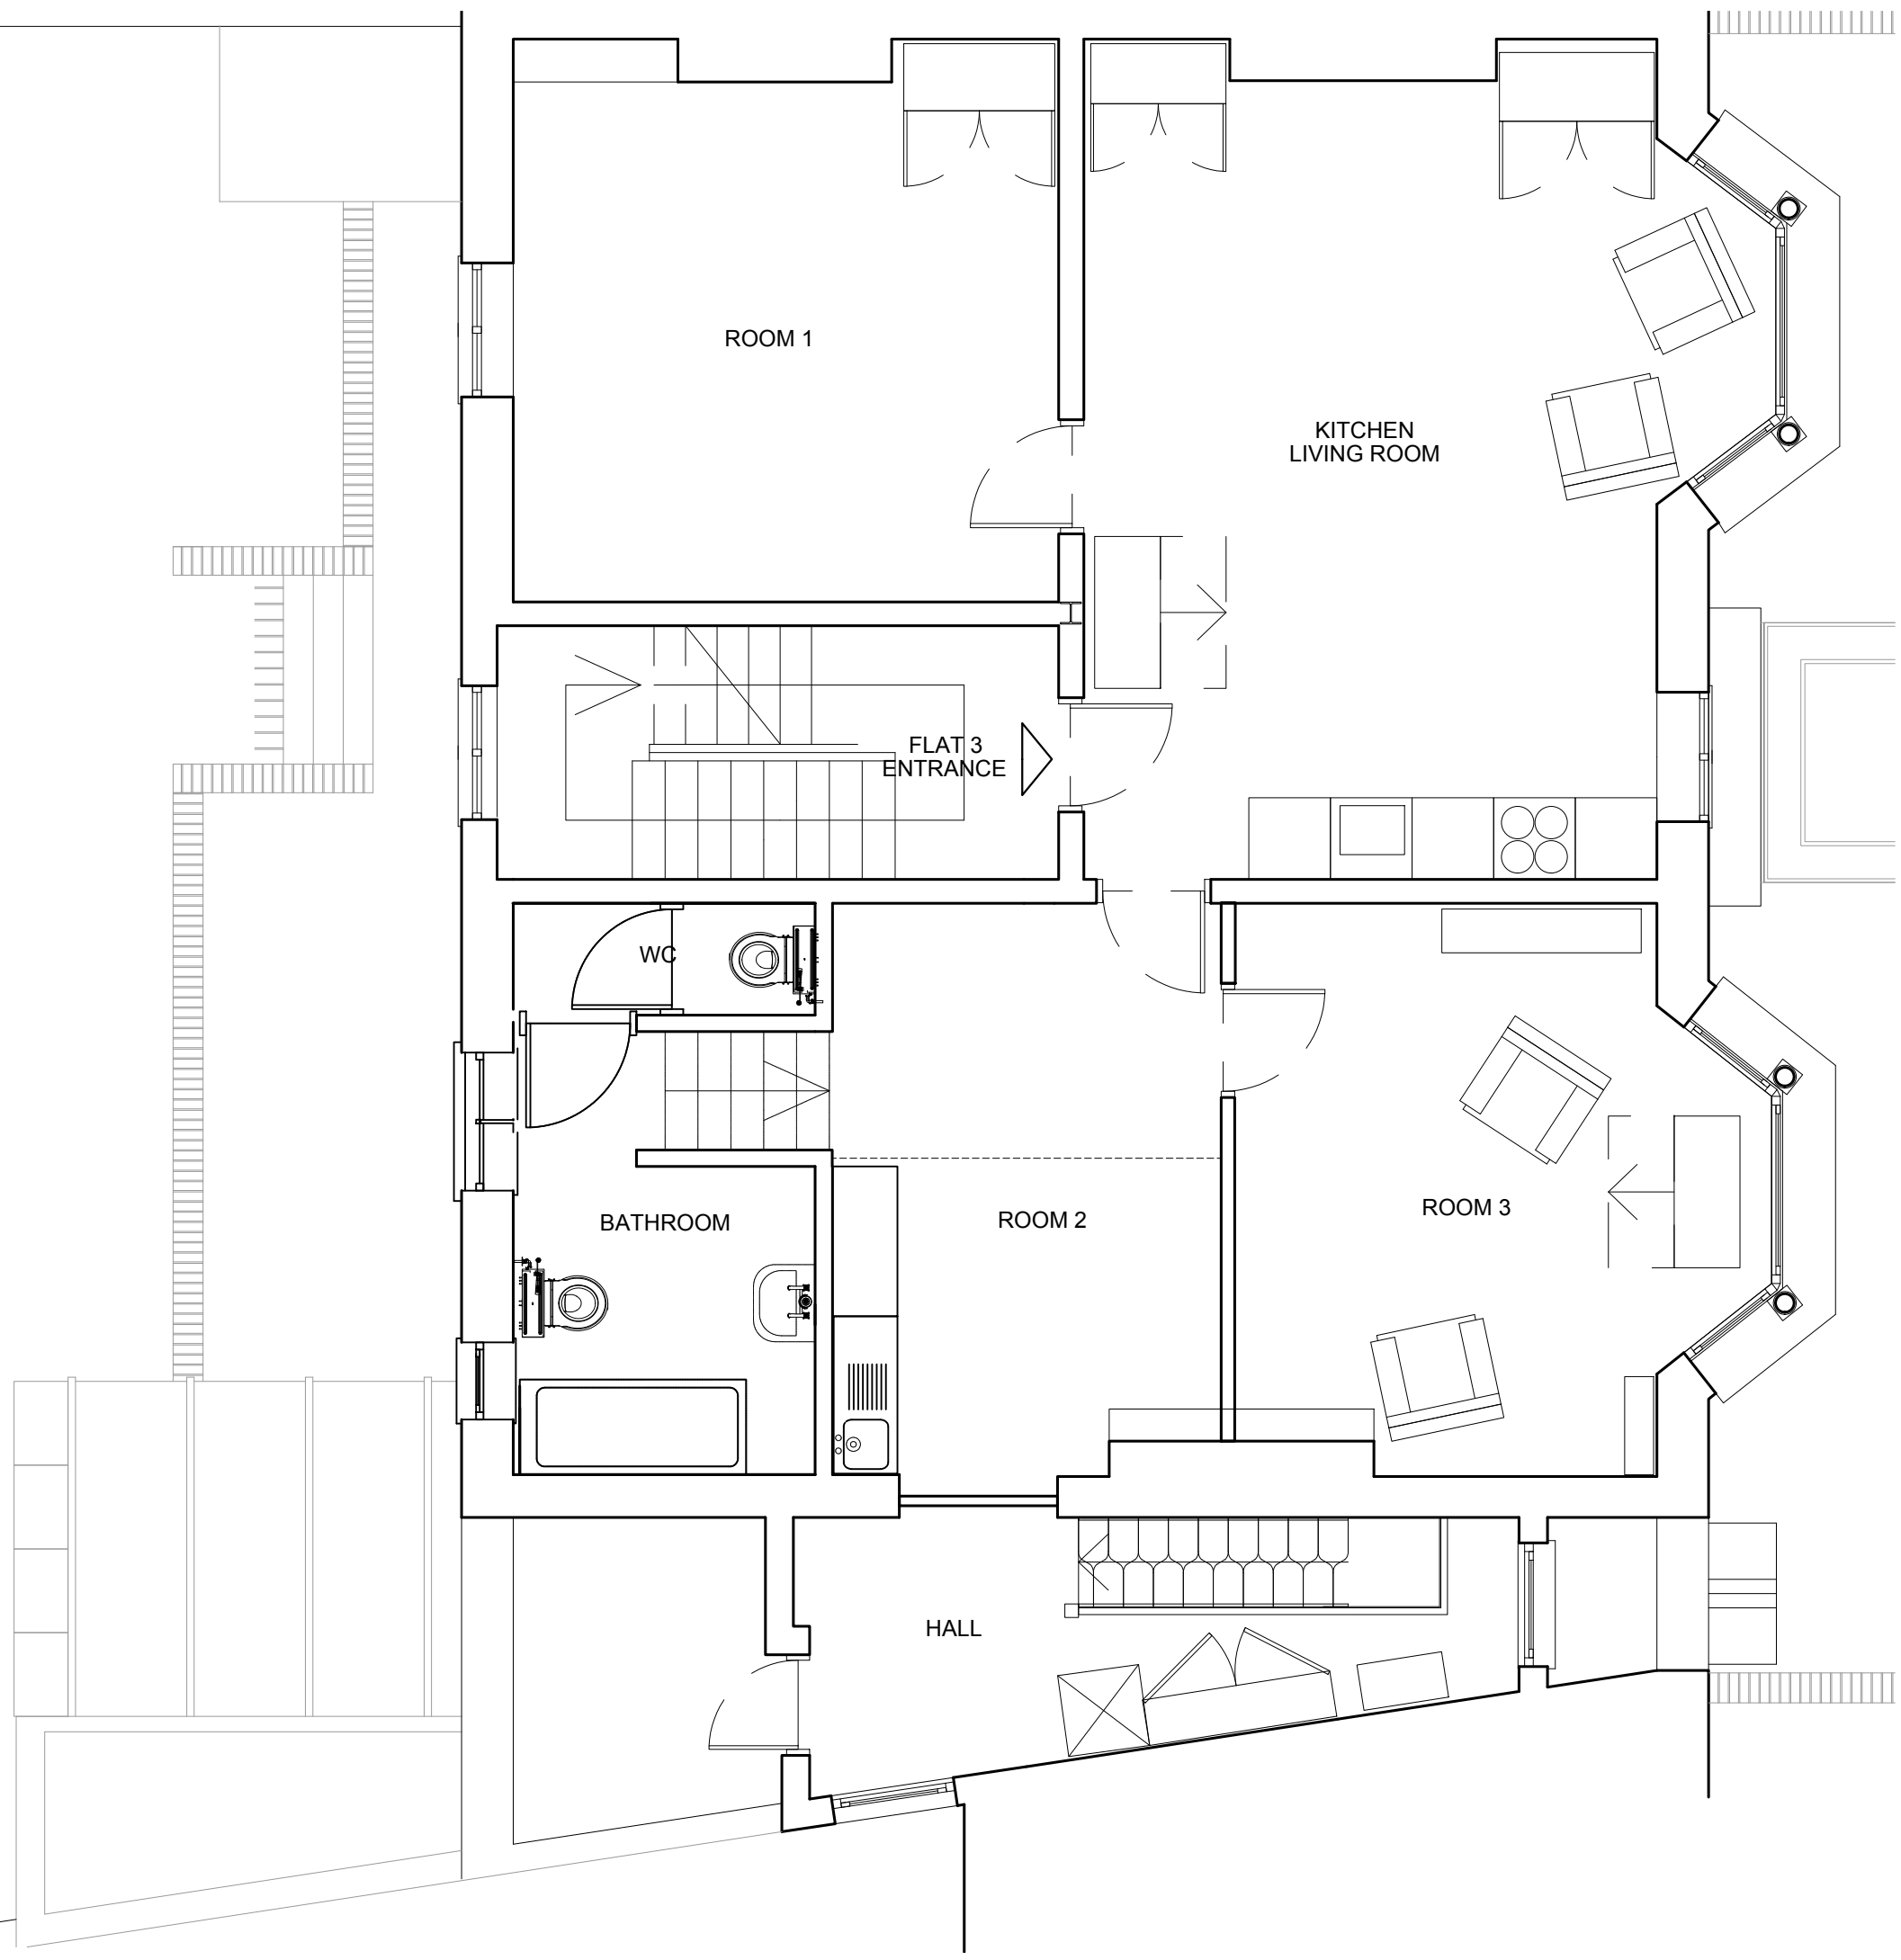 ROOM 1
KITCHEN
LIVING ROOM
FLAT 3
ENTRANCE
WC
BATHROOM
ROOM 2
ROOM 3
HALL